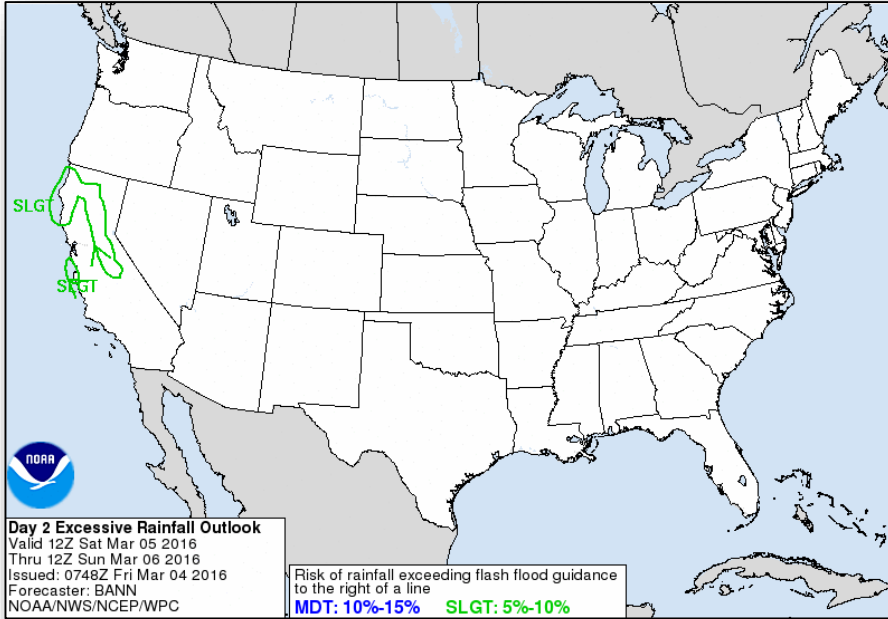 SLGT
SLGT
NOAA
Day 2 Excessive Rainfall Outlook
Valid 12Z Sat Mar 05 2016
Thru 12Z Sun Mar 06 2016
Issued: 0748Z Fri Mar 04 2016
Forecaster: BANN
NOAA/NWS/NCEP/WPC
Risk of rainfall exceeding flash flood guidance
to the right of a line
MDT: 10%-15% SLGT: 5%-10%